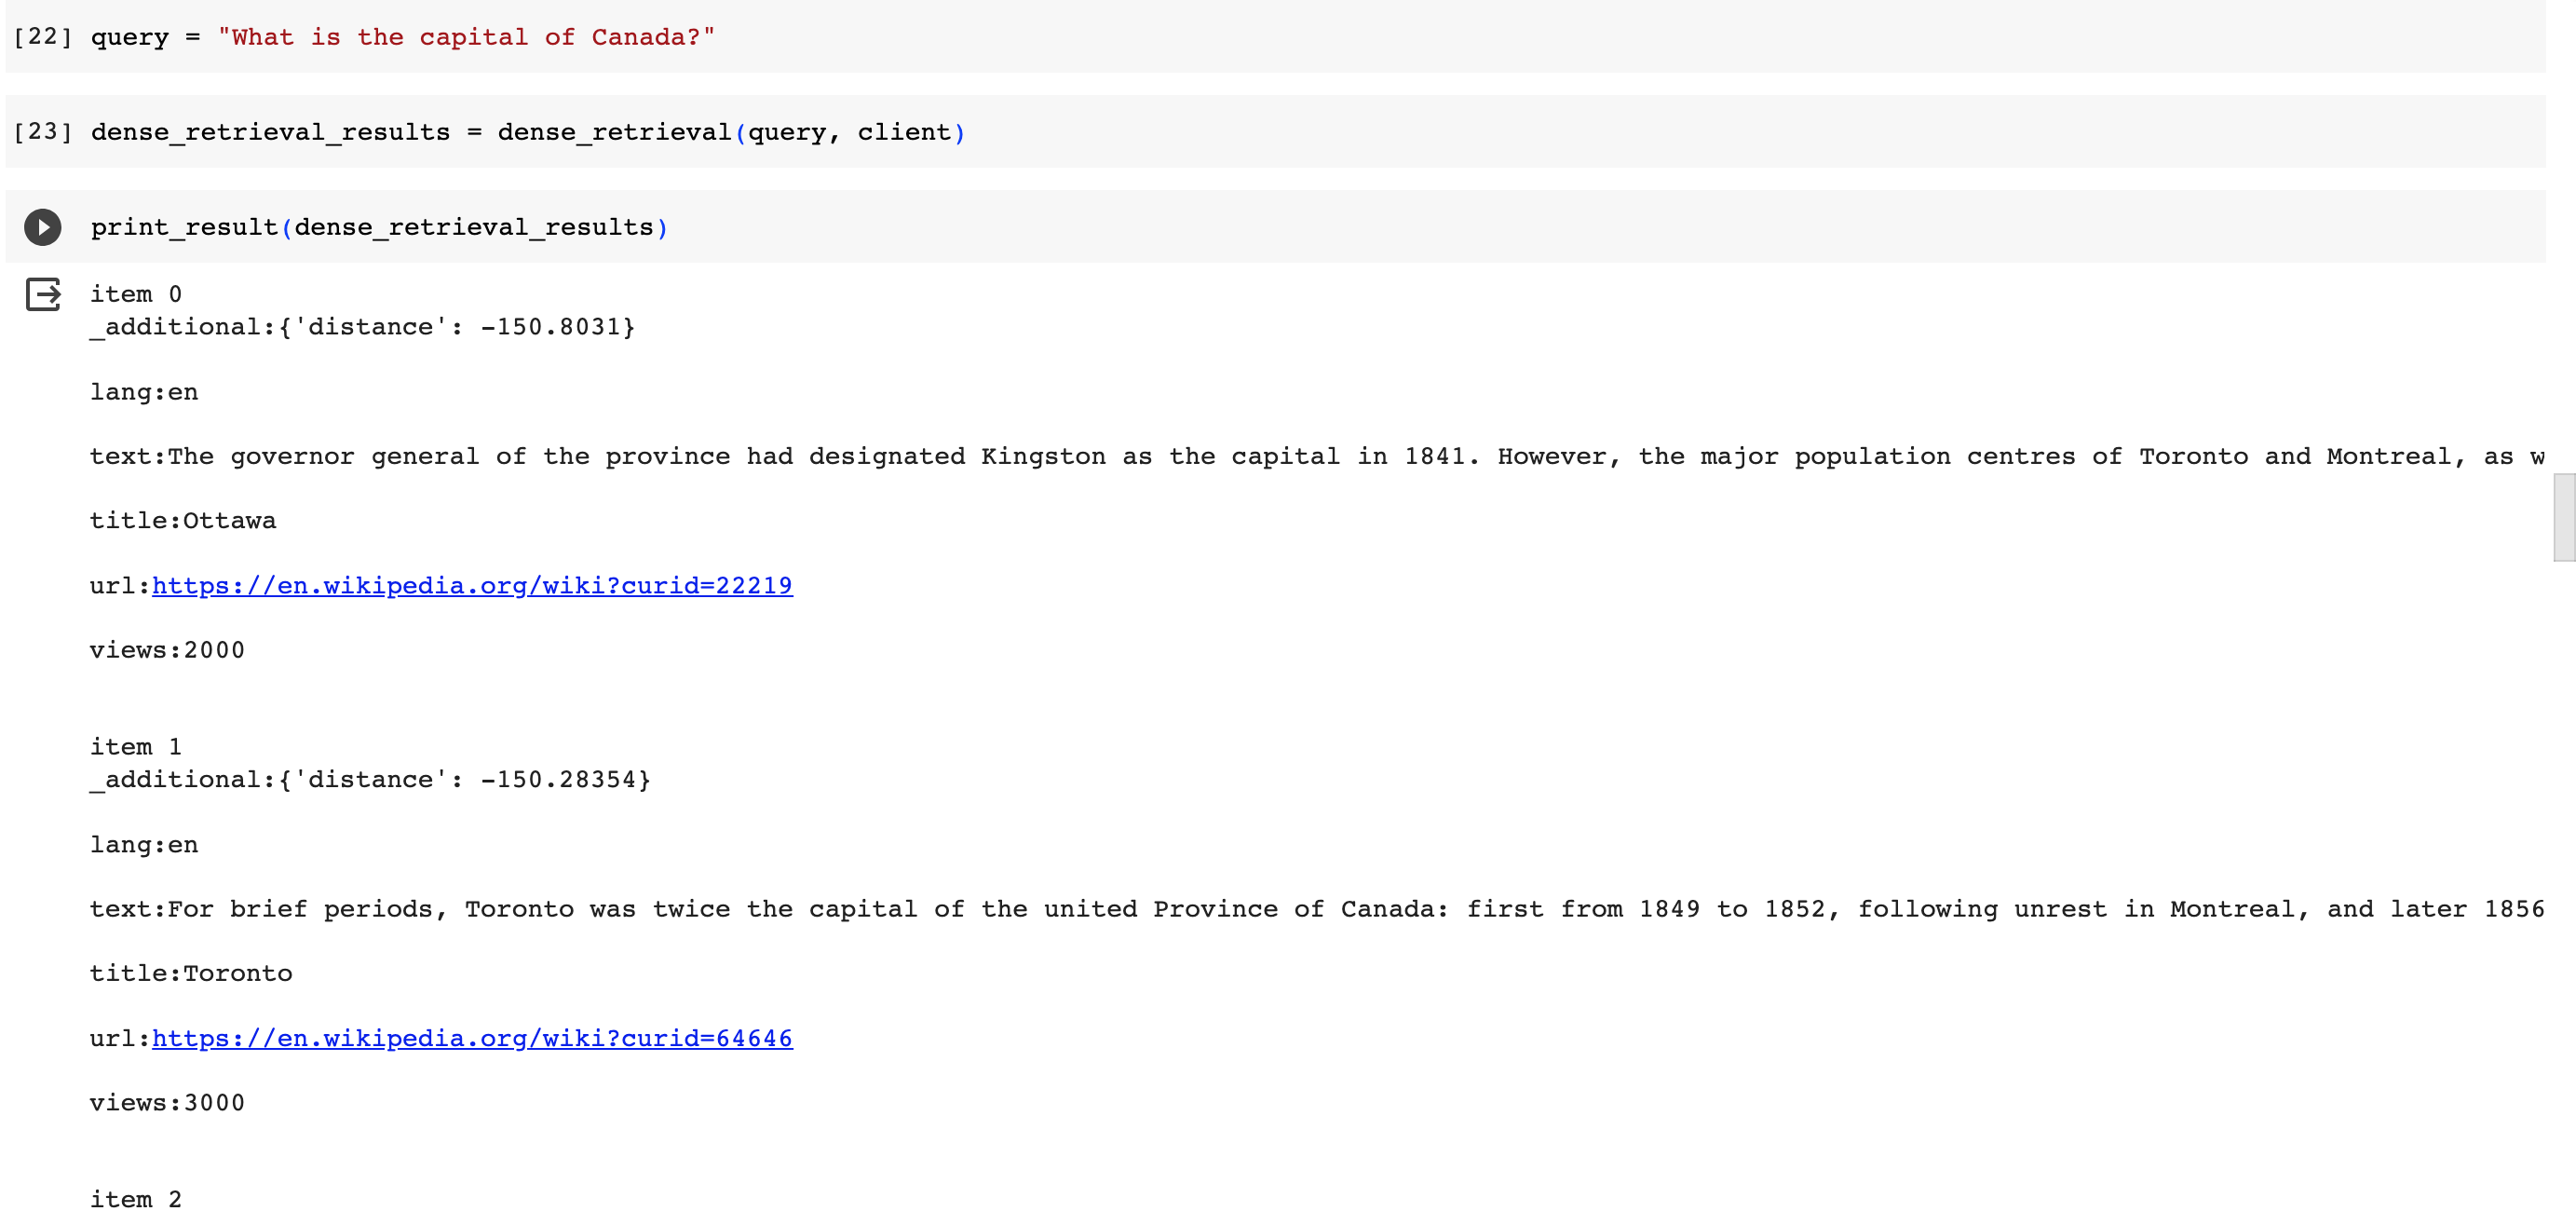 [22] query = "What is the capital of Canada?"
[23] dense_retrieval_results = dense_retrieval(query, client)
print_result(dense_retrieval_results)
item 0
_additional:{'distance': -150.8031}
lang:en
text:The governor general of the province had designated Kingston as the capital in 1841. However, the major population centres of Toronto and Montreal, as w
title:Ottawa
url:https://en.wikipedia.org/wiki?curid=22219
views:2000
item 1
_additional:{'distance': -150.28354}
lang:en
text:For brief periods, Toronto was twice the capital of the united Province of Canada: first from 1849 to 1852, following unrest in Montreal, and later 1856
title:Toronto
url:https://en.wikipedia.org/wiki?curid=64646
views:3000
item 2